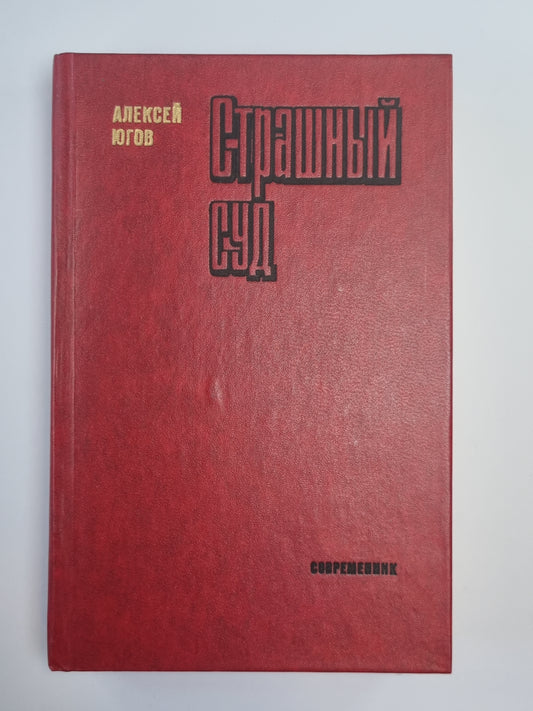 АЛЕКСЕЙ
ЮГОВ
Страшный
суд
СОВРЕМЕННИК